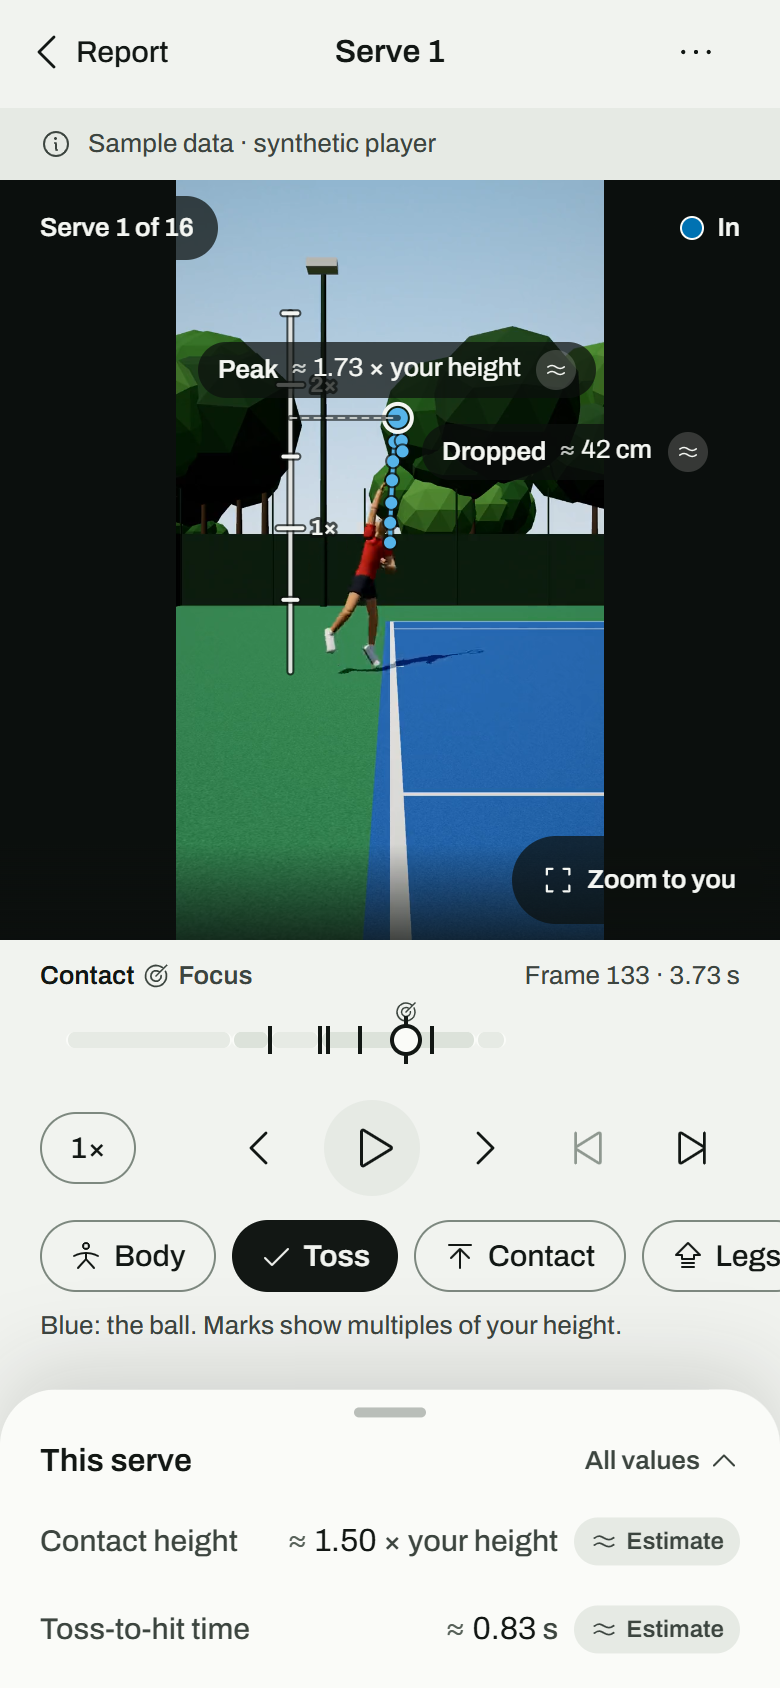 Report
Serve 1
Sample data · synthetic player
Serve 1 of 16
In
Peak ≈ 1.73 × your height
2×
Dropped ≈ 42 cm
1×
Zoom to you
Contact Focus
Frame 133 · 3.73 s
1×
Body
Toss
Contact
Legs
Blue: the ball. Marks show multiples of your height.
This serve
All values
Contact height ≈ 1.50 × your height Estimate
Toss-to-hit time ≈ 0.83 s Estimate